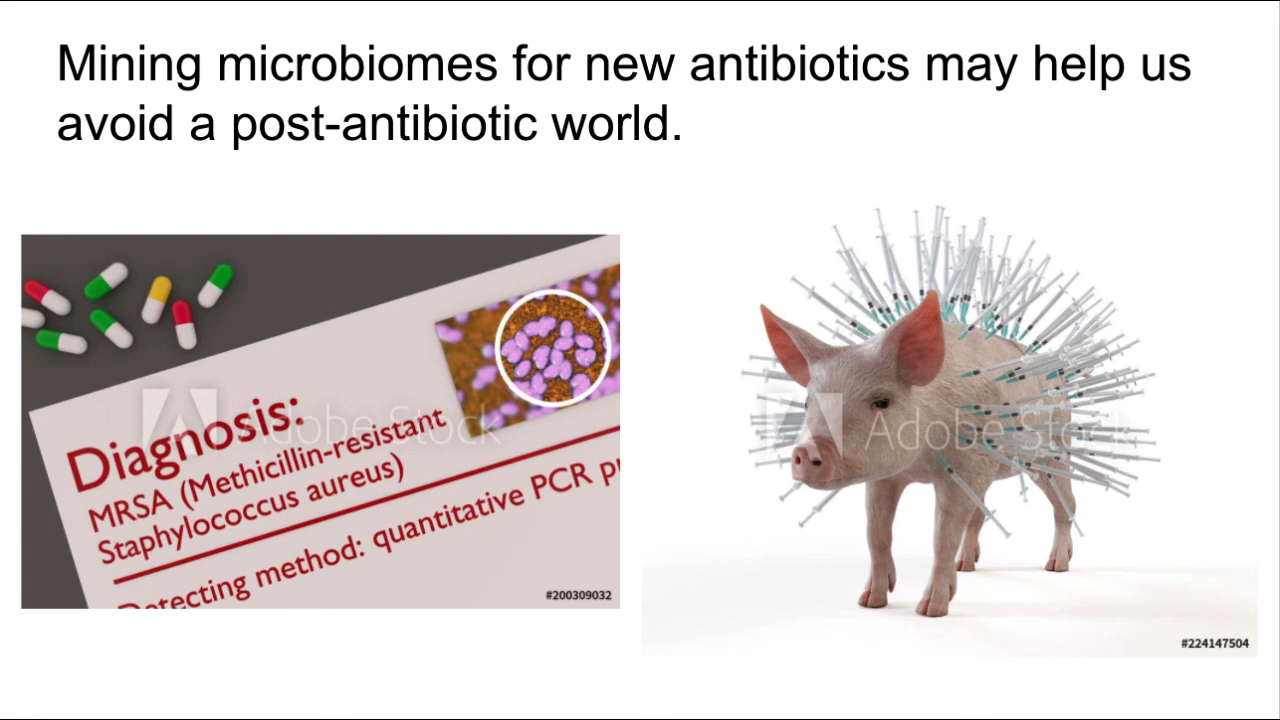 Mining microbiomes for new antibiotics may help us
avoid a post-antibiotic world.
Diagnosis:
MRSA (Methicillin-resistant
Staphylococcus aureus)
Detecting method: quantitative PCR p
Adobe Stock
#200309032
Adobe Stock
#224147504